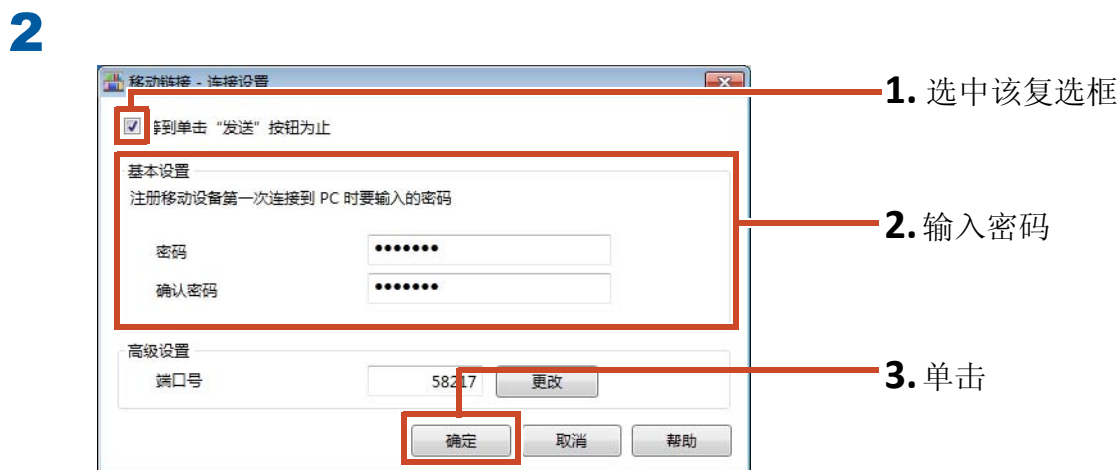 2
移动链接 - 连接设置
1. 选中该复选框
等到单击“发送”按钮为止
基本设置
注册移动设备第一次连接到 PC 时要输入的密码
密码 •••••••
2. 输入密码
确认密码 •••••••
高级设置
端口号 58217 更改
3. 单击
确定 取消 帮助